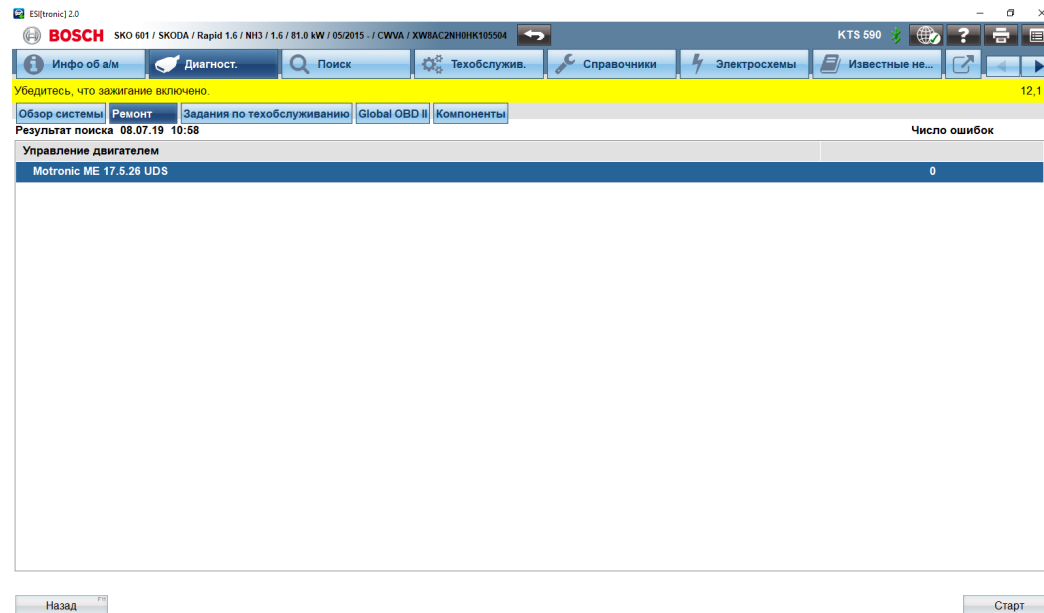 ESI[tronic] 2.0
BOSCH SKO 601 / SKODA / Rapid 1.6 / NH3 / 1.6 / 81.0 kW / 05/2015 - / CWVA / XW8AC2NH0HK105504 KTS 590 ?
Инфо об а/м Диагност. Поиск Техобслужив. Справочники Электросхемы Известные не...
Убедитесь, что зажигание включено. 12,1
Обзор системы Ремонт Задания по техобслуживанию Global OBD II Компоненты
Результат поиска 08.07.19 10:58 Число ошибок
Управление двигателем
Motronic ME 17.5.26 UDS 0
Назад Старт